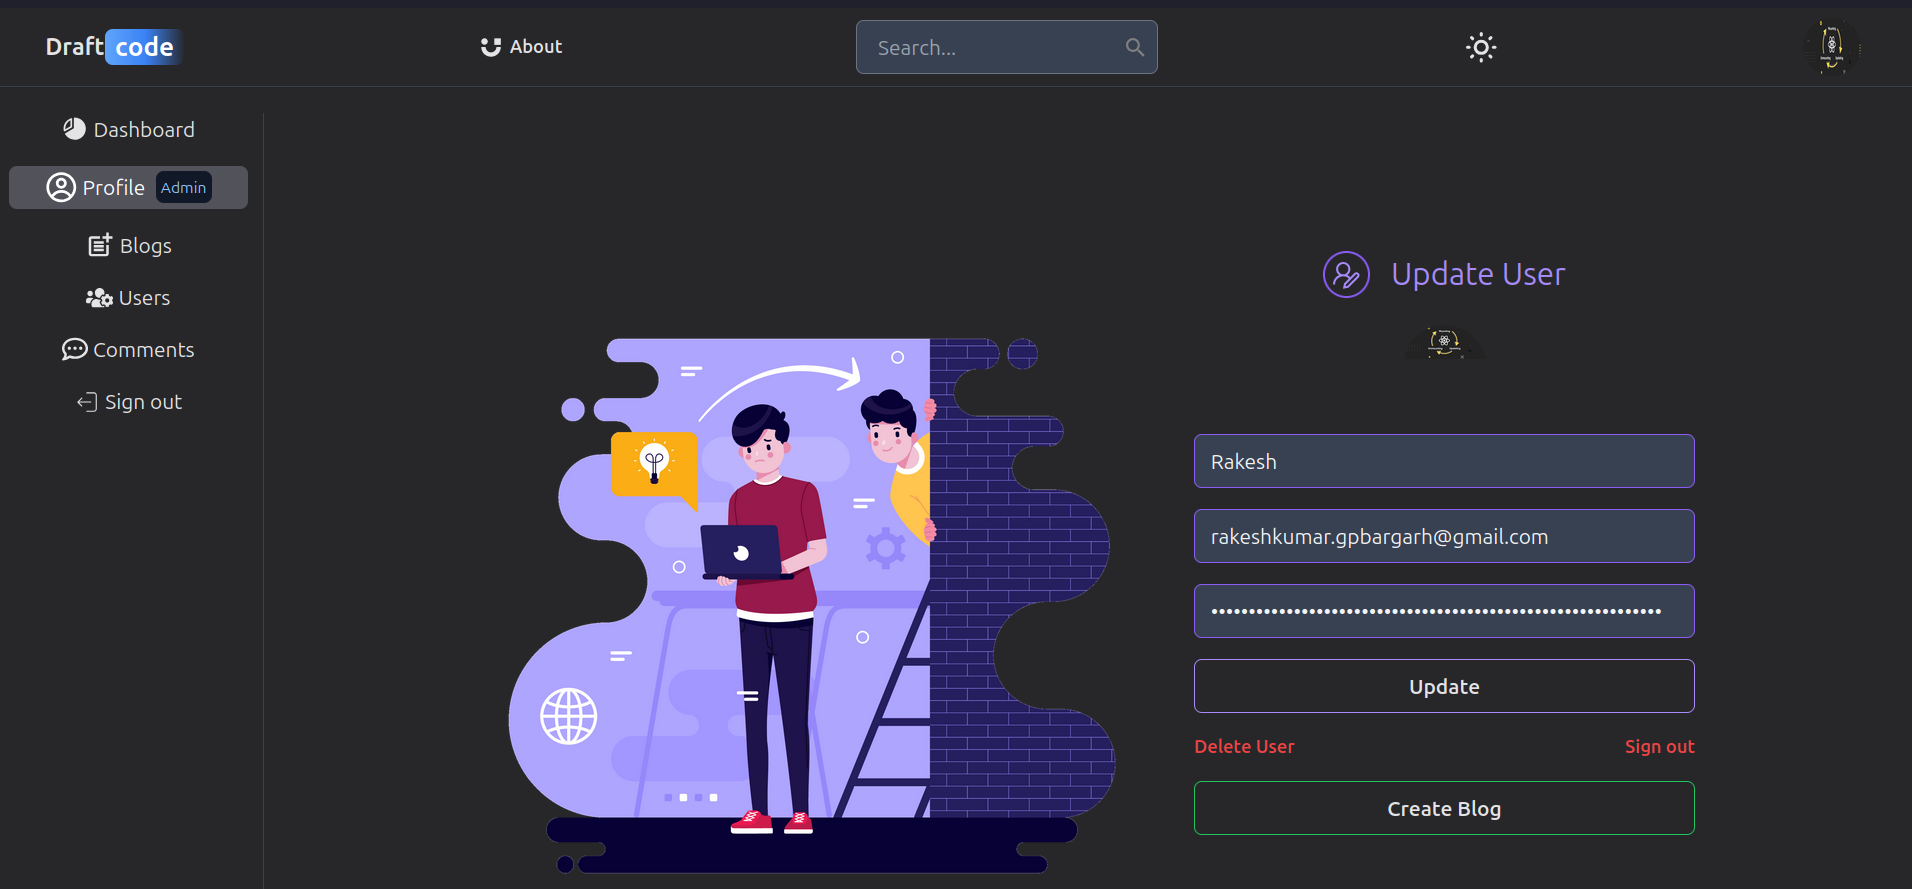 Draft code
About
Search...
Dashboard
Profile Admin
Blogs
Users
Comments
Sign out
Update User
Rakesh
rakeshkumar.gpbargarh@gmail.com
••••••••••••••••••••••••••••••••••••••••••••••••••••••••••••
Update
Delete User
Sign out
Create Blog